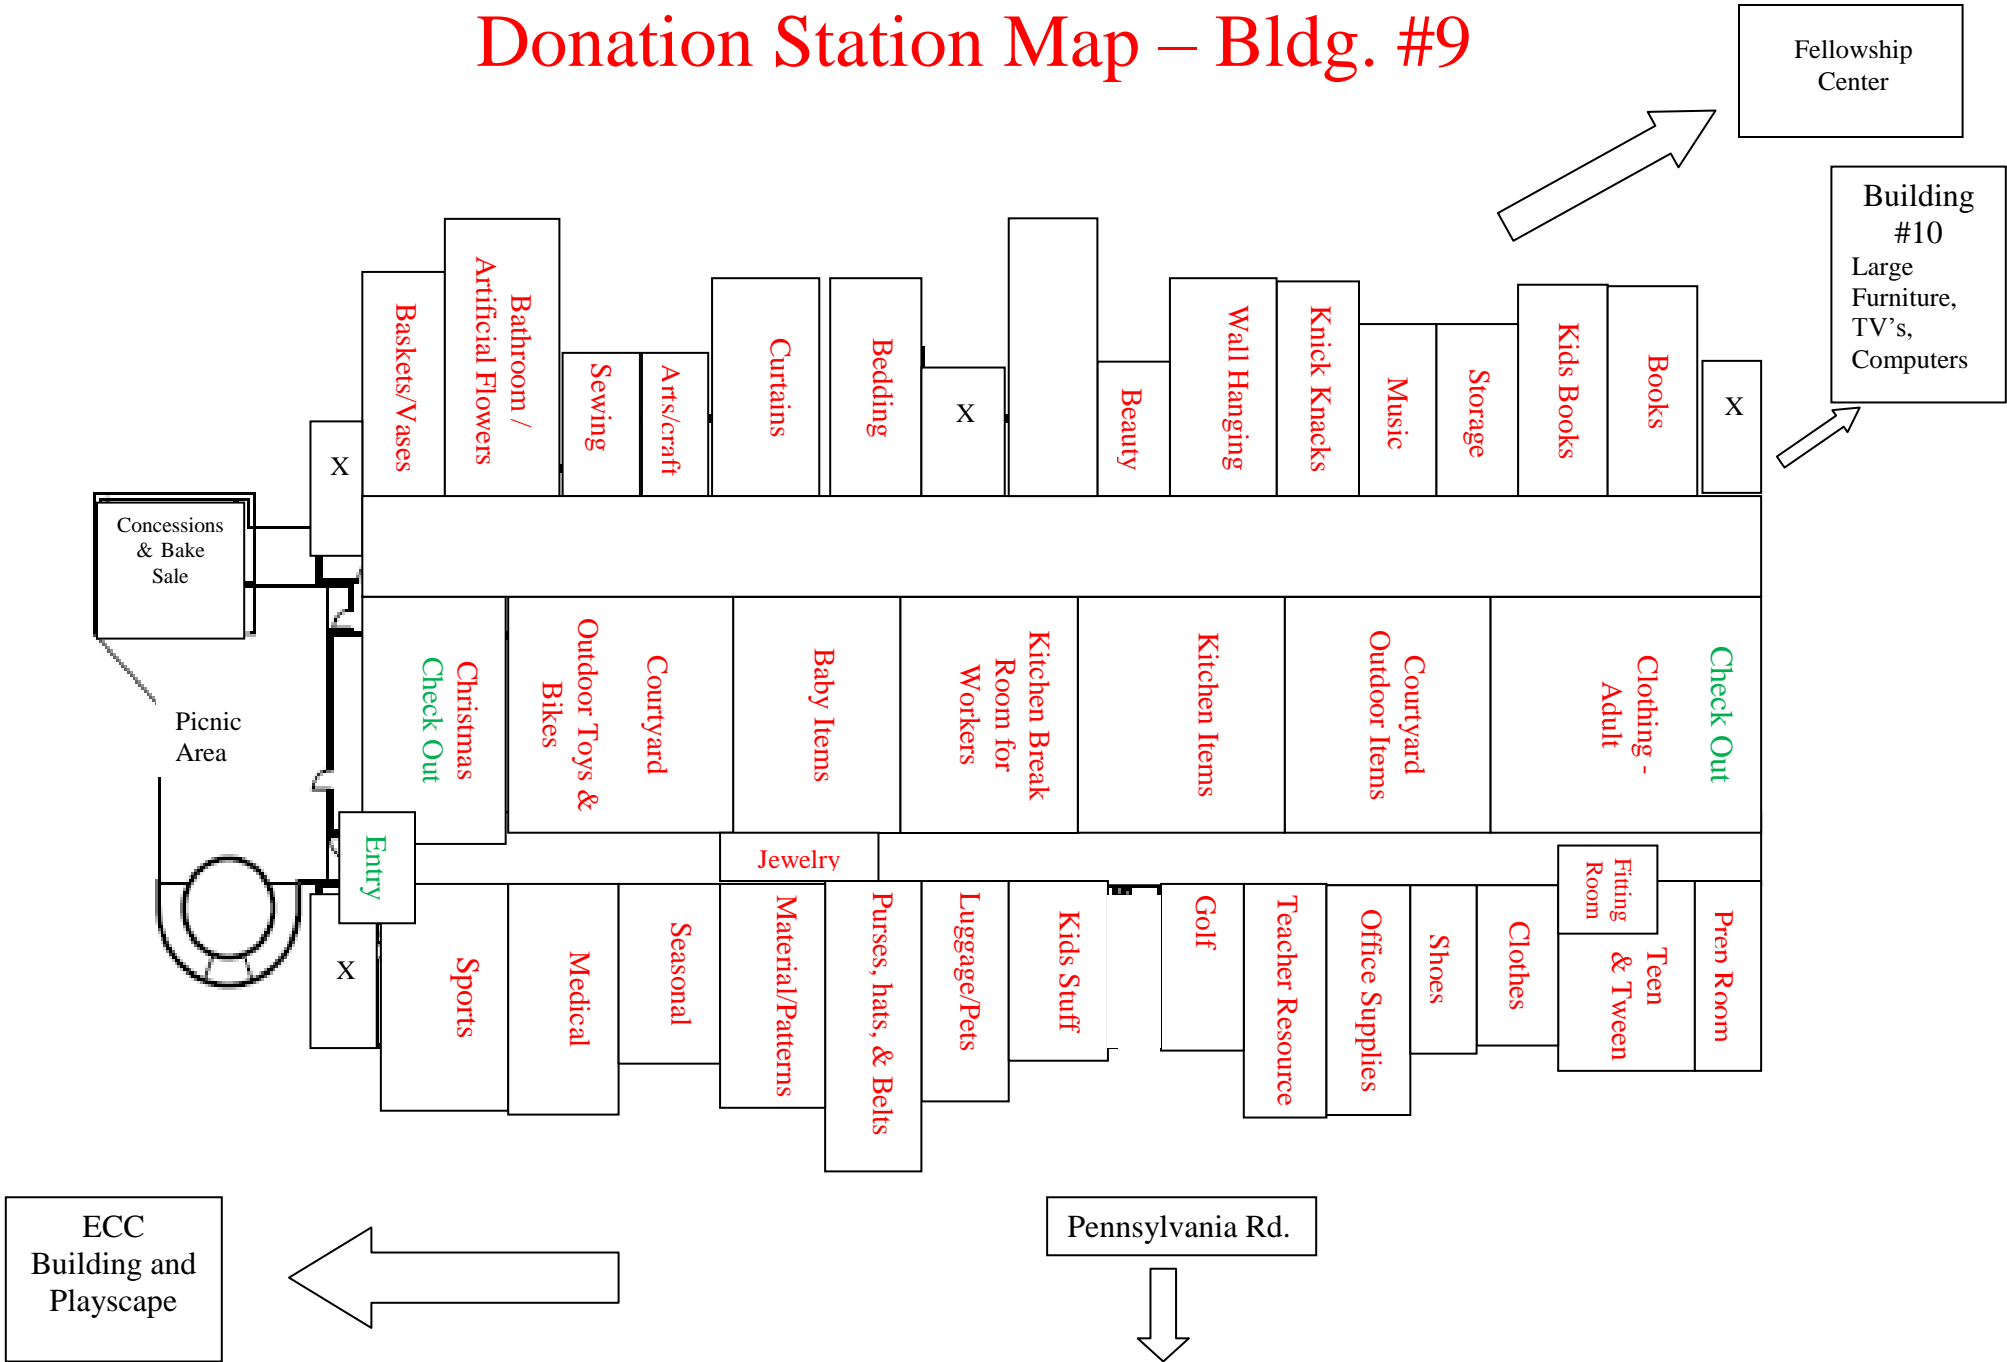 Donation Station Map – Bldg. #9
Fellowship
Center
Building
#10
Large
Furniture,
TV's,
Computers
X
Baskets/Vases
Bathroom /
Artificial Flowers
Sewing
Arts/craft
Curtains
Bedding
X
Beauty
Wall Hanging
Knick Knacks
Music
Storage
Kids Books
Books
X
Concessions
& Bake
Sale
Picnic
Area
Christmas
Check Out
Courtyard
Outdoor Toys &
Bikes
Baby Items
Kitchen Break
Room for
Workers
Kitchen Items
Courtyard
Outdoor Items
Check Out
Clothing -
Adult
Entry
Jewelry
Fitting
Room
X
Sports
Medical
Seasonal
Material/Patterns
Purses, hats, & Belts
Luggage/Pets
Kids Stuff
Golf
Teacher Resource
Office Supplies
Shoes
Clothes
Teen
& Tween
Prep Room
ECC
Building and
Playscape
Pennsylvania Rd.